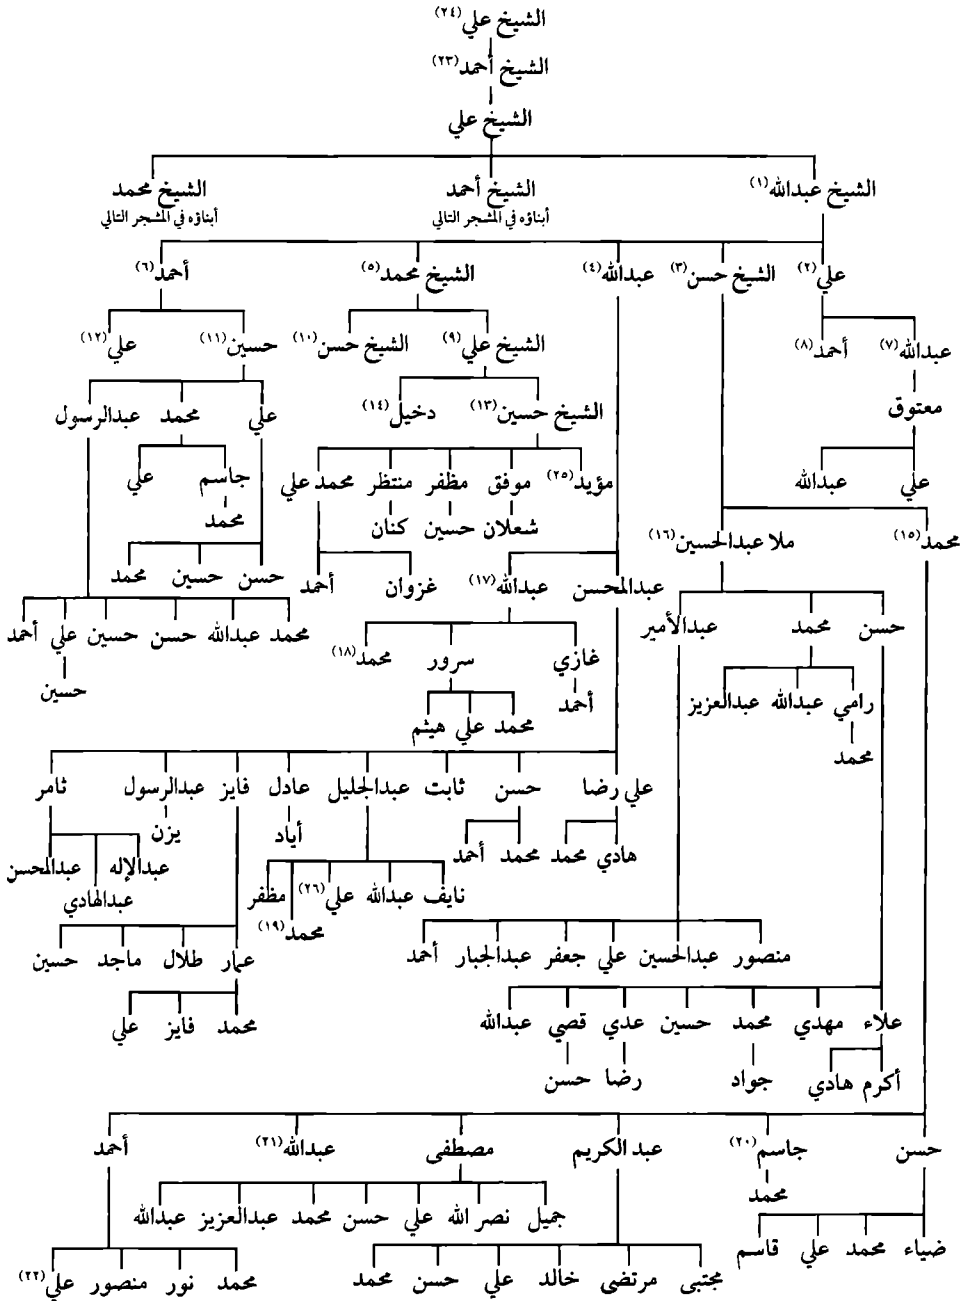 الشيخ علي(٢٤)
الشيخ أحمد(٢٣)
الشيخ علي
الشيخ عبدالله(١) الشيخ أحمد الشيخ محمد
أبناؤه في المشجر التالي أبناؤه في المشجر التالي
علي(٢) الشيخ حسن(٣) عبدالله(٤) الشيخ محمد(٥) أحمد(٦)
عبدالله(٧) أحمد(٨) الشيخ علي(٩) الشيخ حسن(١٠) حسين(١١) علي(١٢)
معتوق الشيخ حسين(١٣) دخيل(١٤) علي محمد عبدالرسول
علي عبدالله مؤيد(٢٥) موفق مظفر منتظر محمد علي جاسم علي
شعلان حسين كنان محمد
محمد(١٥) ملا عبدالحسين(١٦) عبدالمحسن عبدالله(١٧) غزوان أحمد حسن حسين محمد
حسن محمد عبدالأمير محمد عبدالله حسن حسين علي أحمد
غازي سرور محمد(١٨) حسين
رامي عبدالله عبدالعزيز أحمد محمد علي هيثم
محمد
علي رضا حسن ثابت عبدالجليل عادل فايز عبدالرسول ثامر
هادي محمد محمد أحمد أياد يزن عبدالإله عبدالمحسن
عبدالهادي
نايف عبدالله علي(٢٦) مظفر
محمد(١٩)
منصور عبدالحسين علي جعفر عبدالجبار أحمد عمار طلال ماجد حسين
علاء مهدي محمد حسين عدي قصي عبدالله محمد فايز علي
أكرم هادي جواد رضا حسن
حسن جاسم(٢٠) عبد الكريم مصطفى عبدالله(٢١) أحمد
محمد
جميل نصر الله علي حسن محمد عبدالعزيز عبدالله
ضياء محمد علي قاسم
مجتبى مرتضى خالد علي حسن محمد محمد نور منصور علي(٢٢)